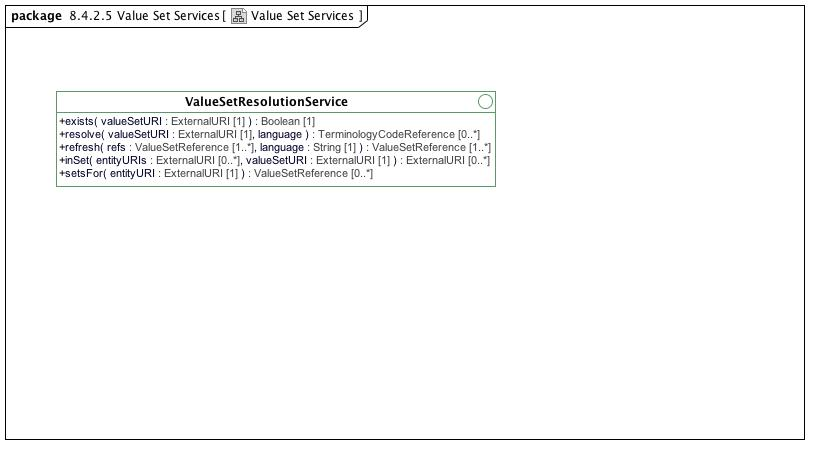 package 8.4.2.5 Value Set Services [ Value Set Services ]
ValueSetResolutionService
+exists( valueSetURI : ExternalURI [1] ) : Boolean [1]
+resolve( valueSetURI : ExternalURI [1], language ) : TerminologyCodeReference [0..*]
+refresh( refs : ValueSetReference [1..*], language : String [1] ) : ValueSetReference [1..*]
+inSet( entityURIs : ExternalURI [0..*], valueSetURI : ExternalURI [1] ) : ExternalURI [0..*]
+setsFor( entityURI : ExternalURI [1] ) : ValueSetReference [0..*]